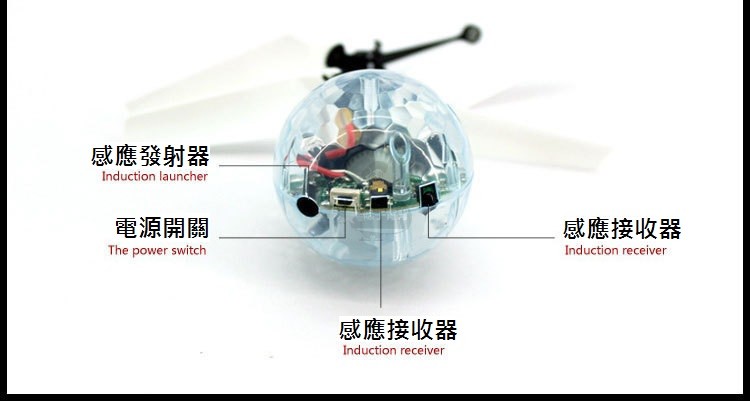 感應發射器
Induction launcher
電源開關
The power switch
感應接收器
Induction receiver
感應接收器
Induction receiver